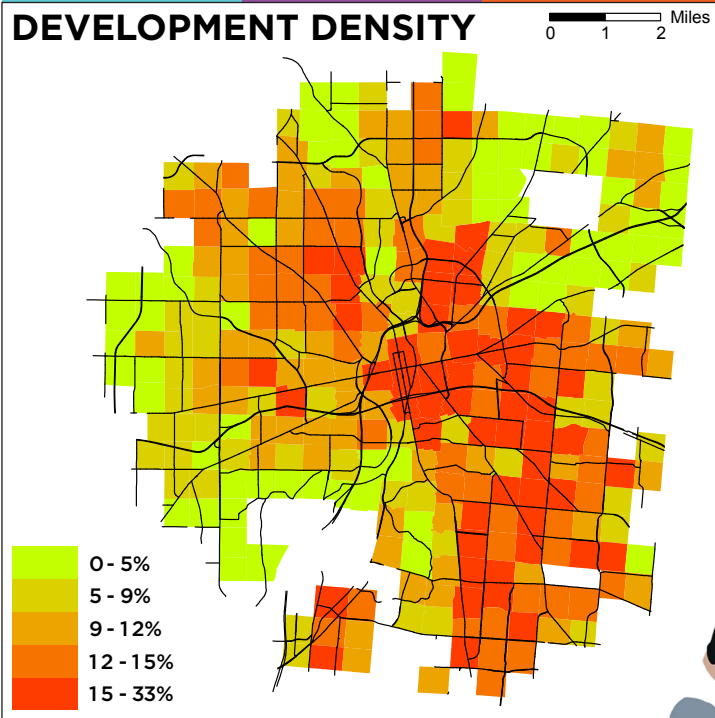 DEVELOPMENT DENSITY
Miles
0 1 2
0 - 5%
5 - 9%
9 - 12%
12 - 15%
15 - 33%